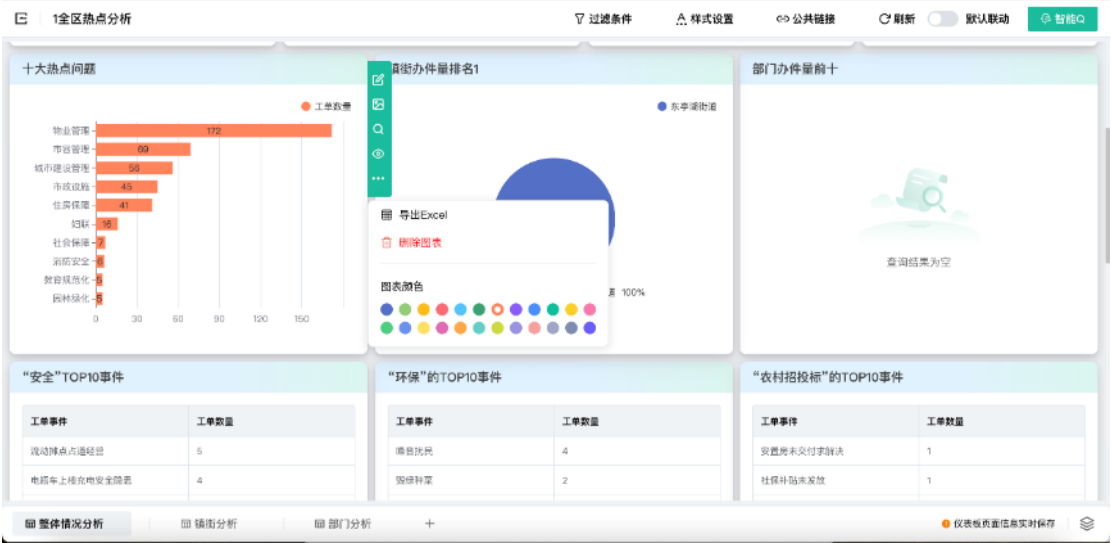 1全区热点分析
过滤条件
样式设置
公共链接
刷新
默认联动
智能Q
十大热点问题
工单数量
物业管理
172
市容管理
69
城市建设管理
56
市政设施
45
住房保障
41
妇联
16
社会保障
7
消防安全
6
教育规范化
5
园林绿化
5
0 30 60 90 120 150
镇街办件量排名1
东亭湖街道
道 100%
导出Excel
删除图表
图表颜色
部门办件量前十
查询结果为空
“安全”TOP10事件
工单事件 工单数量
流动摊点占道经营 5
电瓶车上楼充电安全隐患 4
“环保”的TOP10事件
工单事件 工单数量
噪音扰民 4
毁绿种菜 2
“农村招投标”的TOP10事件
工单事件 工单数量
安置房未交付求解决 1
社保补贴未发放 1
整体情况分析
镇街分析
部门分析
仪表板页面信息实时保存